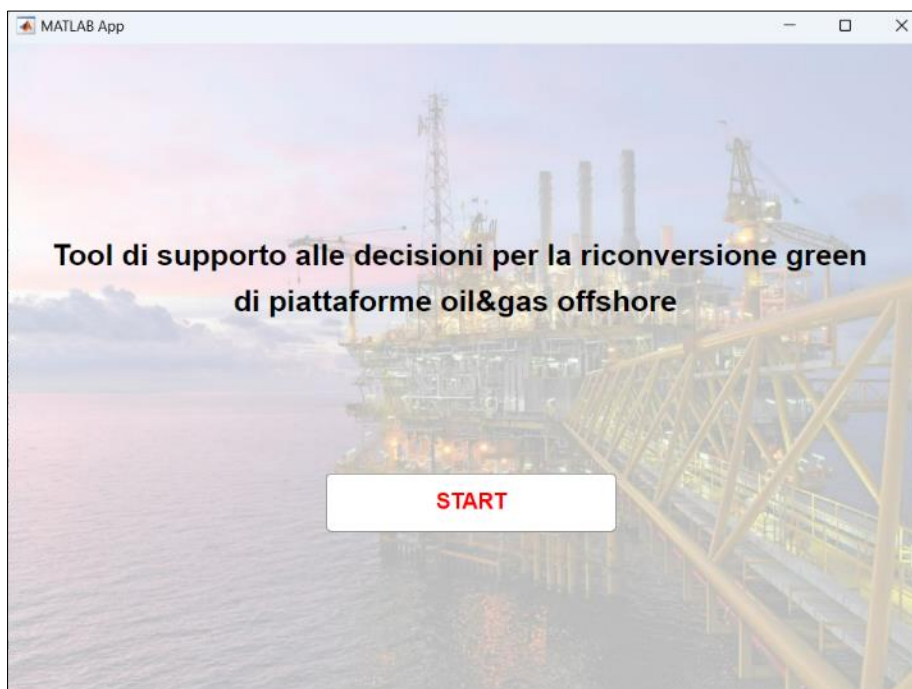 MATLAB App
Tool di supporto alle decisioni per la riconversione green
di piattaforme oil&gas offshore
START